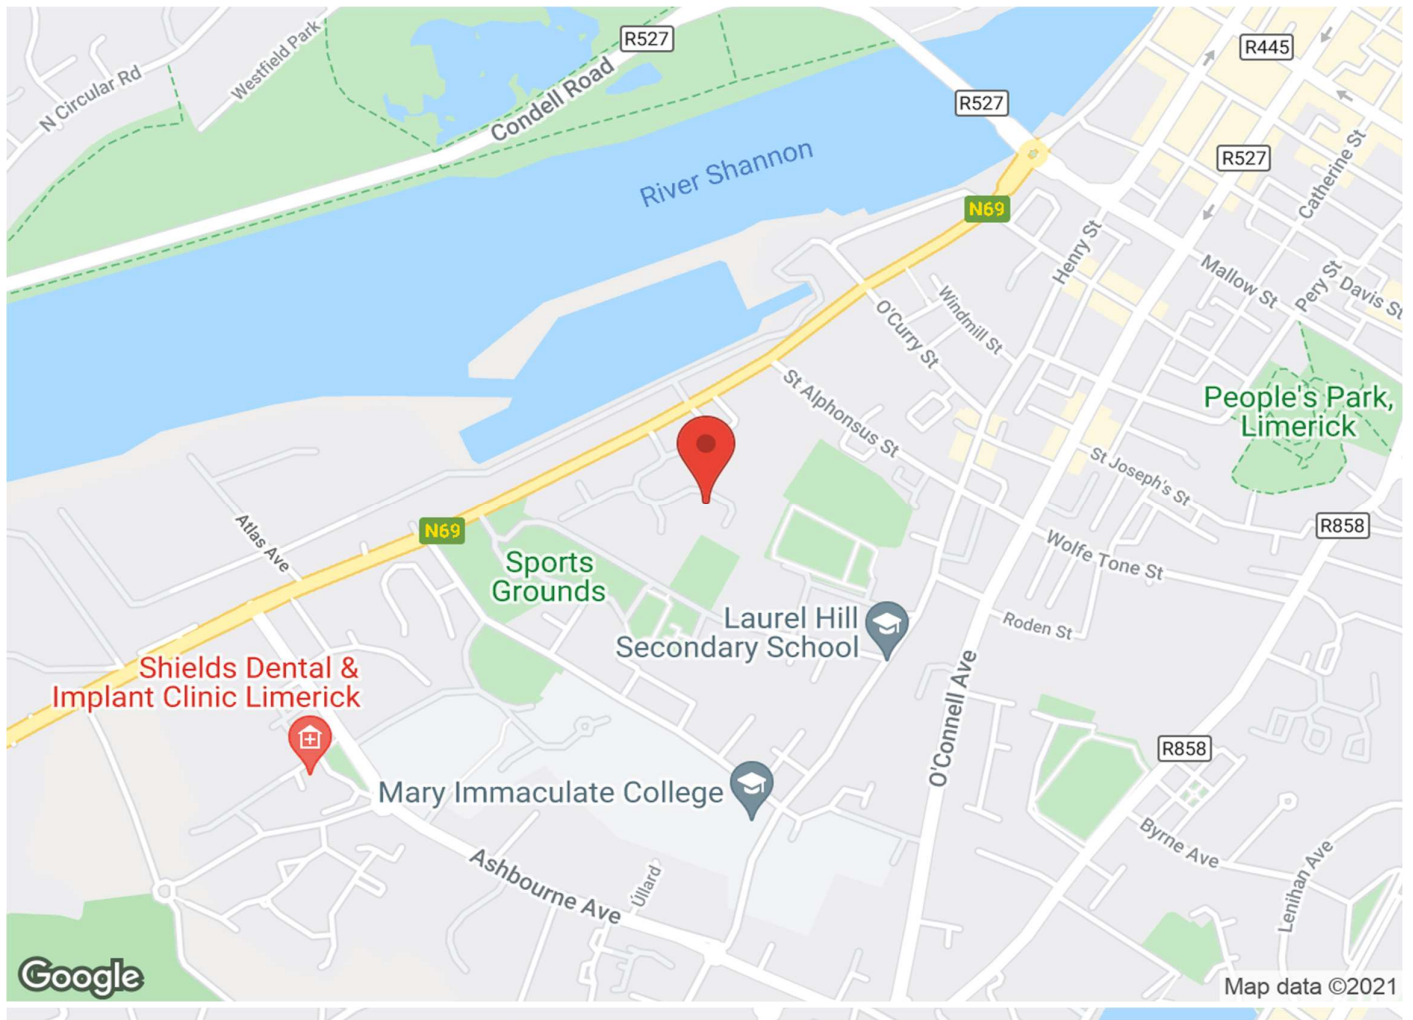 R527
R445
Westfield Park
N Circular Rd
Condell Road
R527
R527
Catherine St
River Shannon
N69
Henry St
Mallow St
Pery St
Davis St
Windmill St
O'Curry St
St Alphonsus St
People's Park,
Limerick
St Joseph's St
N69
Atlas Ave
R858
Sports
Grounds
Wolfe Tone St
Laurel Hill
Secondary School
Roden St
Shields Dental &
Implant Clinic Limerick
O'Connell Ave
R858
Mary Immaculate College
Byrne Ave
Ashbourne Ave
Úllard
Lenihan Ave
Google
Map data ©2021